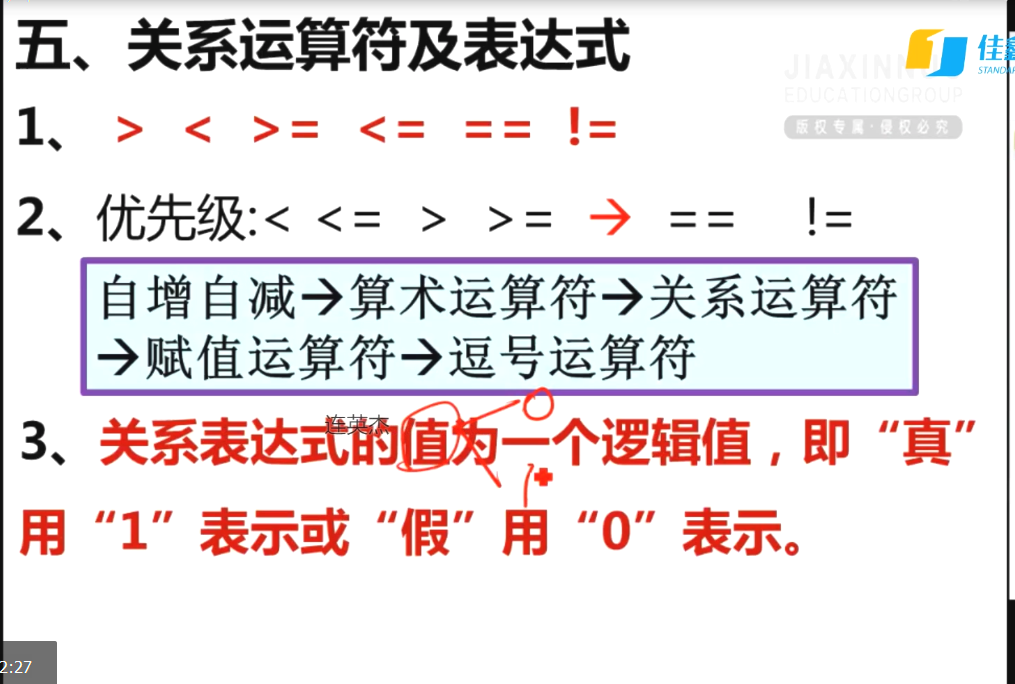 五、关系运算符及表达式
JIAXINN
EDUCATIONGROUP
版权专属·侵权必究
佳鑫
STANDAR
1、 > < >= <= == !=
2、优先级:< <= > >= → == !=
自增自减→算术运算符→关系运算符
→赋值运算符→逗号运算符
连英杰
3、关系表达式的值为一个逻辑值，即“真”
用“1”表示或“假”用“0”表示。
2:27